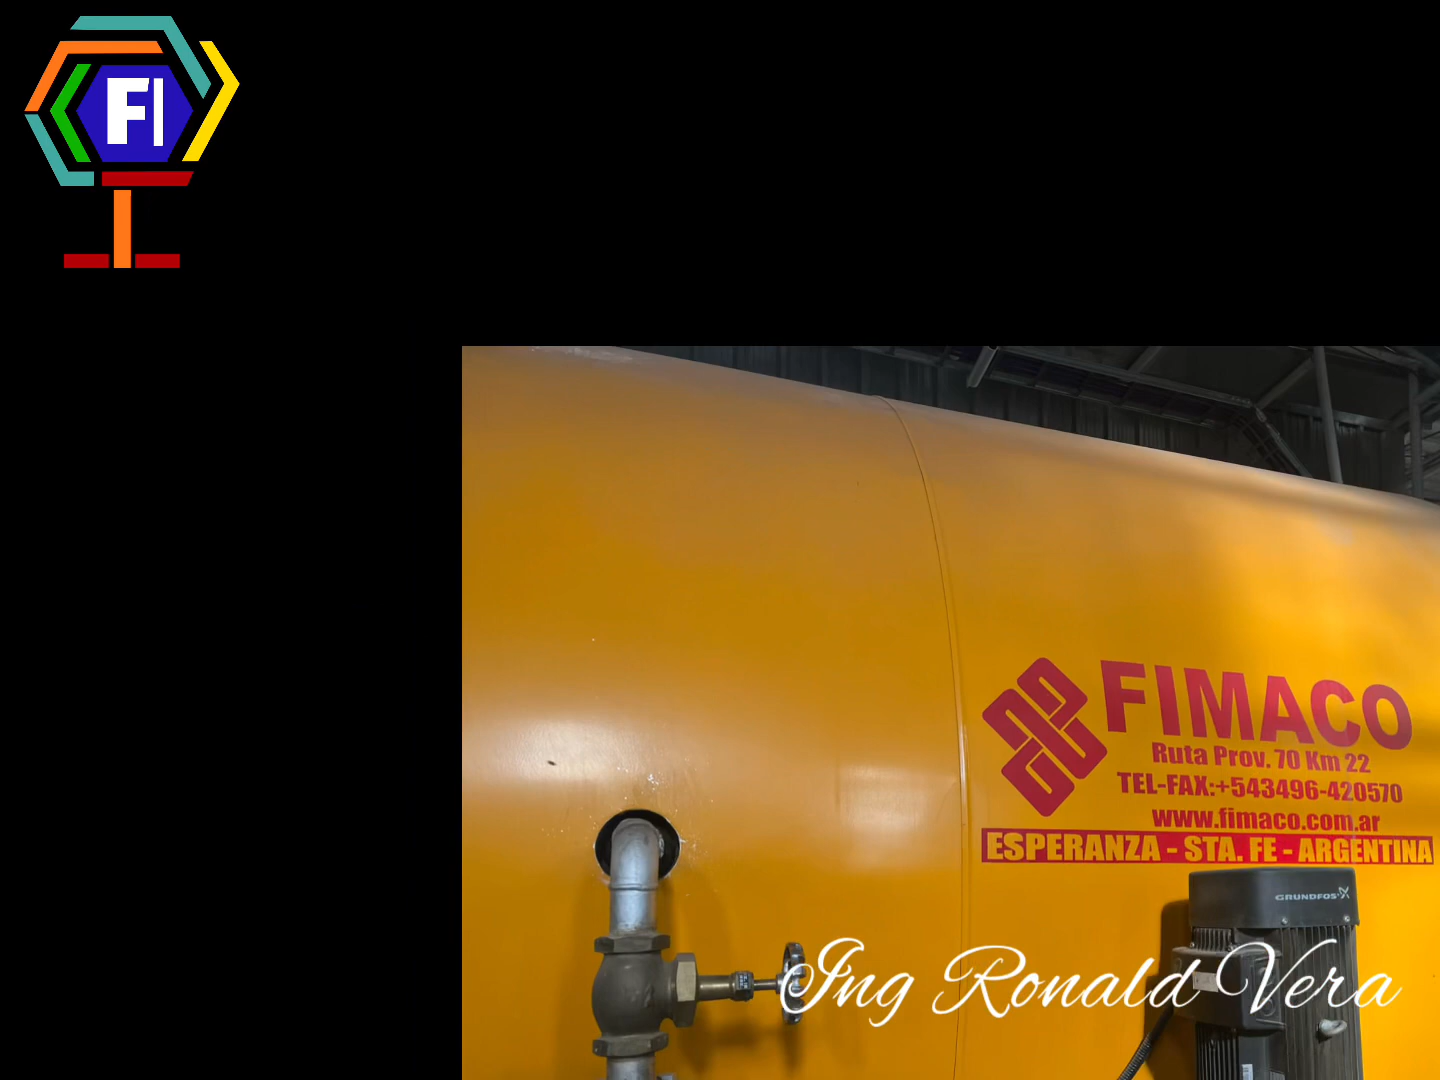 FI
FIMACO
Ruta Prov. 70 Km 22
TEL-FAX:+543496-420570
www.fimaco.com.ar
ESPERANZA - STA. FE - ARGENTINA
GRUNDFOS
Ing Ronald Vera